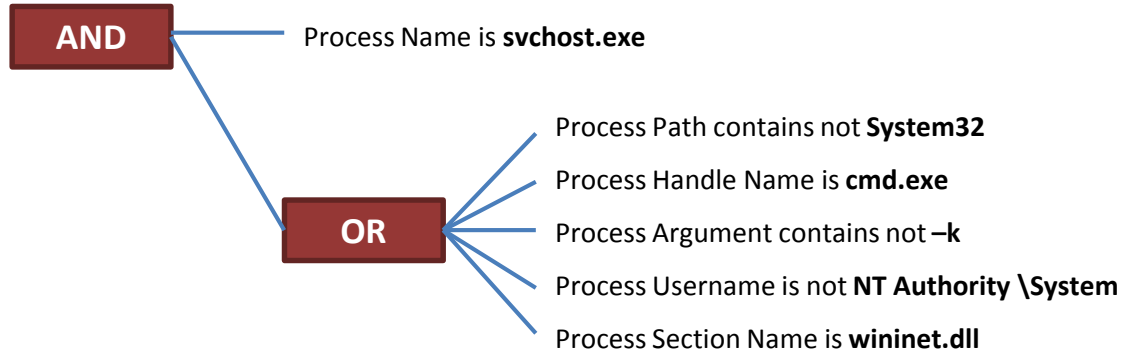 AND
Process Name is svchost.exe
Process Path contains not System32
Process Handle Name is cmd.exe
OR
Process Argument contains not –k
Process Username is not NT Authority \System
Process Section Name is wininet.dll